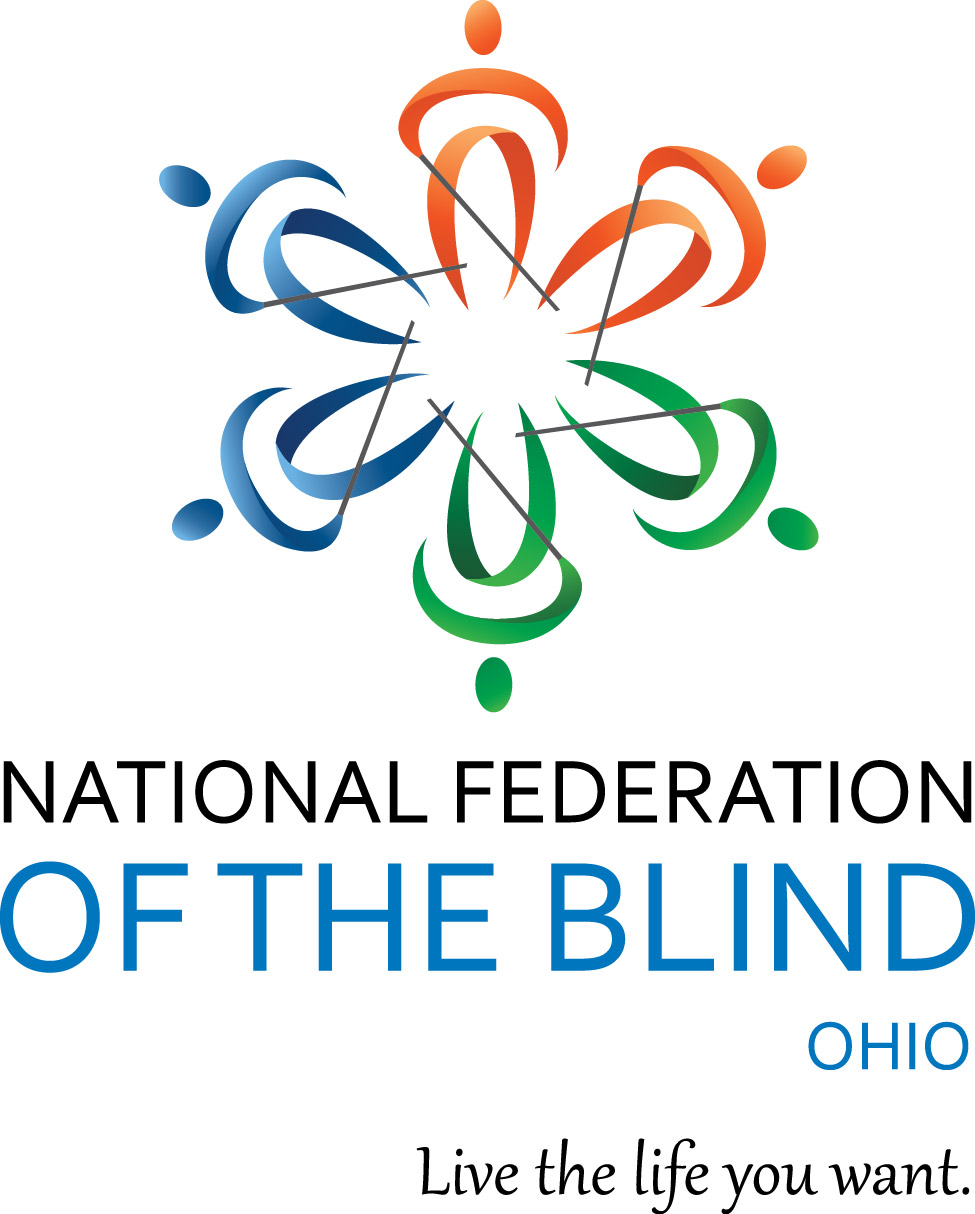 NATIONAL FEDERATION
OF THE BLIND
OHIO
Live the life you want.